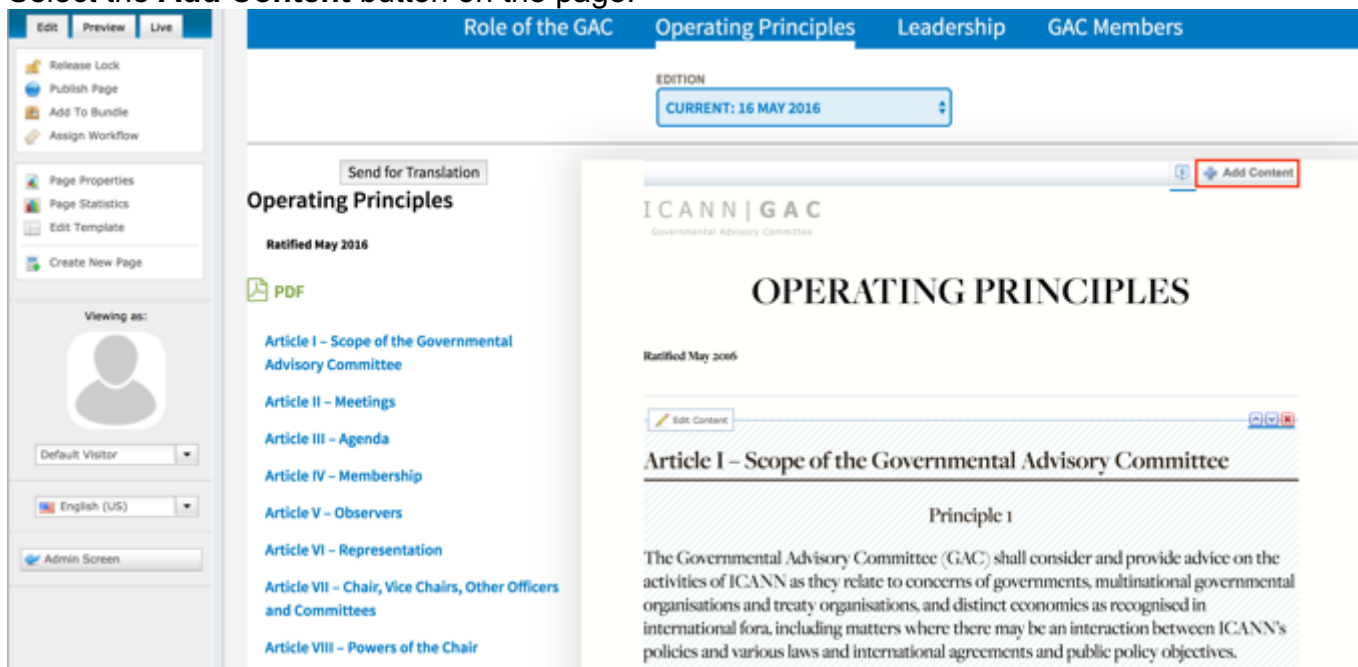 Select the Add Content button on the page.
Edit Preview Live
Role of the GAC Operating Principles Leadership GAC Members
Release Lock
Publish Page
Add To Bundle
Assign Workflow
EDITION
CURRENT: 16 MAY 2016
Page Properties
Page Statistics
Edit Template
Create New Page
Viewing as:
Default Visitor
English (US)
Admin Screen
Send for Translation
Operating Principles
Ratified May 2016
PDF
Article I – Scope of the Governmental
Advisory Committee
Article II – Meetings
Article III – Agenda
Article IV – Membership
Article V – Observers
Article VI – Representation
Article VII – Chair, Vice Chairs, Other Officers
and Committees
Article VIII – Powers of the Chair
Add Content
ICANN|GAC
Governmental Advisory Committee
OPERATING PRINCIPLES
Ratified May 2016
Edit Content
Article I – Scope of the Governmental Advisory Committee
Principle 1
The Governmental Advisory Committee (GAC) shall consider and provide advice on the
activities of ICANN as they relate to concerns of governments, multinational governmental
organisations and treaty organisations, and distinct economies as recognised in
international fora, including matters where there may be an interaction between ICANN's
policies and various laws and international agreements and public policy objectives.